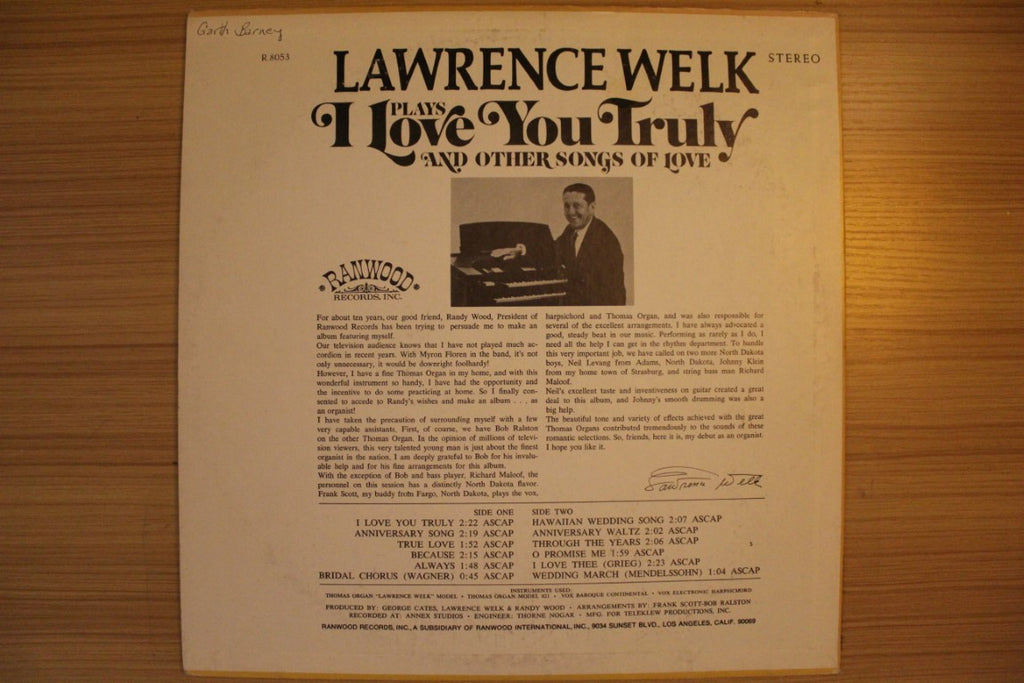 Garth Barney
R 8053
STEREO
LAWRENCE WELK
PLAYS
I Love You Truly
AND OTHER SONGS OF LOVE
RANWOOD
RECORDS, INC.
For about ten years, our good friend, Randy Wood, President of
Ranwood Records has been trying to persuade me to make an
album featuring myself.
Our television audience knows that I have not played much ac-
cordion in recent years. With Myron Floren in the band, it's not
only unnecessary, it would be downright foolhardy!
However, I have a fine Thomas Organ in my home, and with this
wonderful instrument so handy, I have had the opportunity and
the incentive to do some practicing at home. So I finally con-
sented to accede to Randy's wishes and make an album . . . as
an organist!
I have taken the precaution of surrounding myself with a few
very capable assistants. First, of course, we have Bob Ralston
on the other Thomas Organ. In the opinion of millions of televi-
sion viewers, this very talented young man is just about the finest
organist in the nation. I am deeply grateful to Bob for his invalu-
able help and for his fine arrangements for this album.
With the exception of Bob and bass player, Richard Maloof, the
personnel on this session has a distinctly North Dakota flavor.
Frank Scott, my buddy from Fargo, North Dakota, plays the vox,
harpsichord and Thomas Organ, and was also responsible for
several of the excellent arrangements. I have always advocated a
good, steady beat in our music. Performing as rarely as I do, I
need all the help I can get in the rhythm department. To handle
this very important job, we have called on two more North Dakota
boys, Neil Levang from Adams, North Dakota, Johnny Klein
from my home town of Strasburg, and string bass man Richard
Maloof.
Neil's excellent taste and inventiveness on guitar created a great
deal to this album, and Johnny's smooth drumming was also a
big help.
The beautiful tone and variety of effects achieved with the great
Thomas Organs contributed tremendously to the sounds of these
romantic selections. So, friends, here it is, my debut as an organist.
I hope you like it.
Lawrence Welk
SIDE ONE
I LOVE YOU TRULY 2:22 ASCAP
ANNIVERSARY SONG 2:19 ASCAP
TRUE LOVE 1:52 ASCAP
BECAUSE 2:15 ASCAP
ALWAYS 1:48 ASCAP
BRIDAL CHORUS (WAGNER) 0:45 ASCAP
SIDE TWO
HAWAIIAN WEDDING SONG 2:07 ASCAP
ANNIVERSARY WALTZ 2:02 ASCAP
THROUGH THE YEARS 2:06 ASCAP
O PROMISE ME 1:59 ASCAP
I LOVE THEE (GRIEG) 2:23 ASCAP
WEDDING MARCH (MENDELSSOHN) 1:04 ASCAP
INSTRUMENTS USED:
THOMAS ORGAN "LAWRENCE WELK" MODEL • THOMAS ORGAN MODEL 821 • VOX BAROQUE CONTINENTAL • VOX ELECTRONIC HARPSICHORD
PRODUCED BY: GEORGE CATES, LAWRENCE WELK & RANDY WOOD • ARRANGEMENTS BY: FRANK SCOTT-BOB RALSTON
RECORDED AT: ANNEX STUDIOS • ENGINEER: THORNE NOGAR • MFG. FOR TELEKLEW PRODUCTIONS, INC.
RANWOOD RECORDS, INC., A SUBSIDIARY OF RANWOOD INTERNATIONAL, INC., 9034 SUNSET BLVD., LOS ANGELES, CALIF. 90069